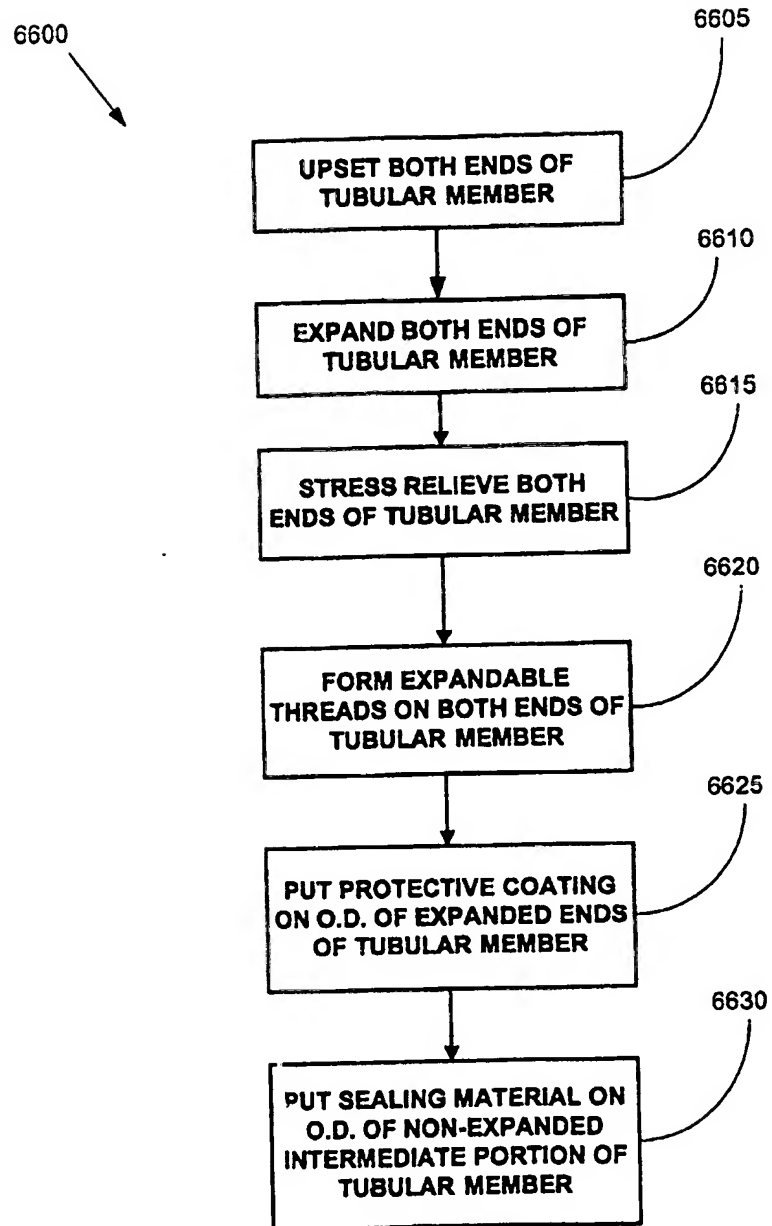 6600
6605
UPSET BOTH ENDS OF
TUBULAR MEMBER
6610
EXPAND BOTH ENDS OF
TUBULAR MEMBER
6615
STRESS RELIEVE BOTH
ENDS OF TUBULAR MEMBER
6620
FORM EXPANDABLE
THREADS ON BOTH ENDS OF
TUBULAR MEMBER
6625
PUT PROTECTIVE COATING
ON O.D. OF EXPANDED ENDS
OF TUBULAR MEMBER
6630
PUT SEALING MATERIAL ON
O.D. OF NON-EXPANDED
INTERMEDIATE PORTION OF
TUBULAR MEMBER